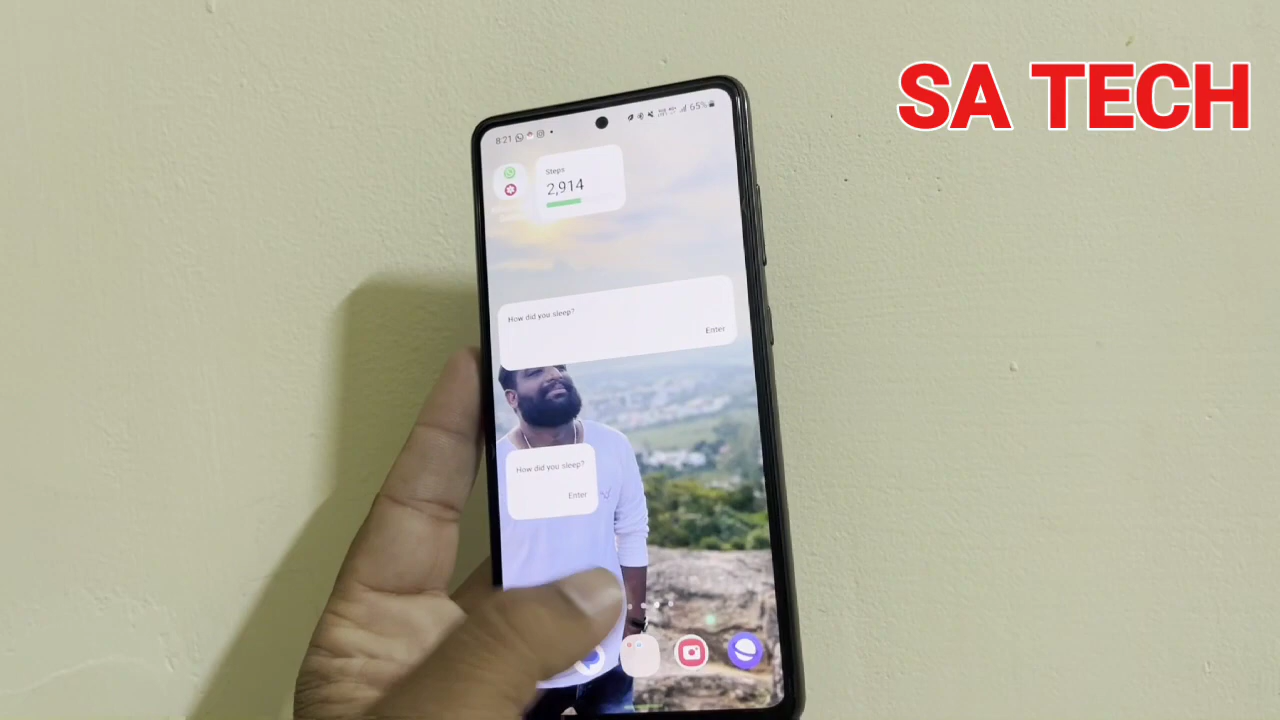 SA TECH
8:21
65%
Steps
2,914
How did you sleep?
Enter
How did you sleep?
Enter